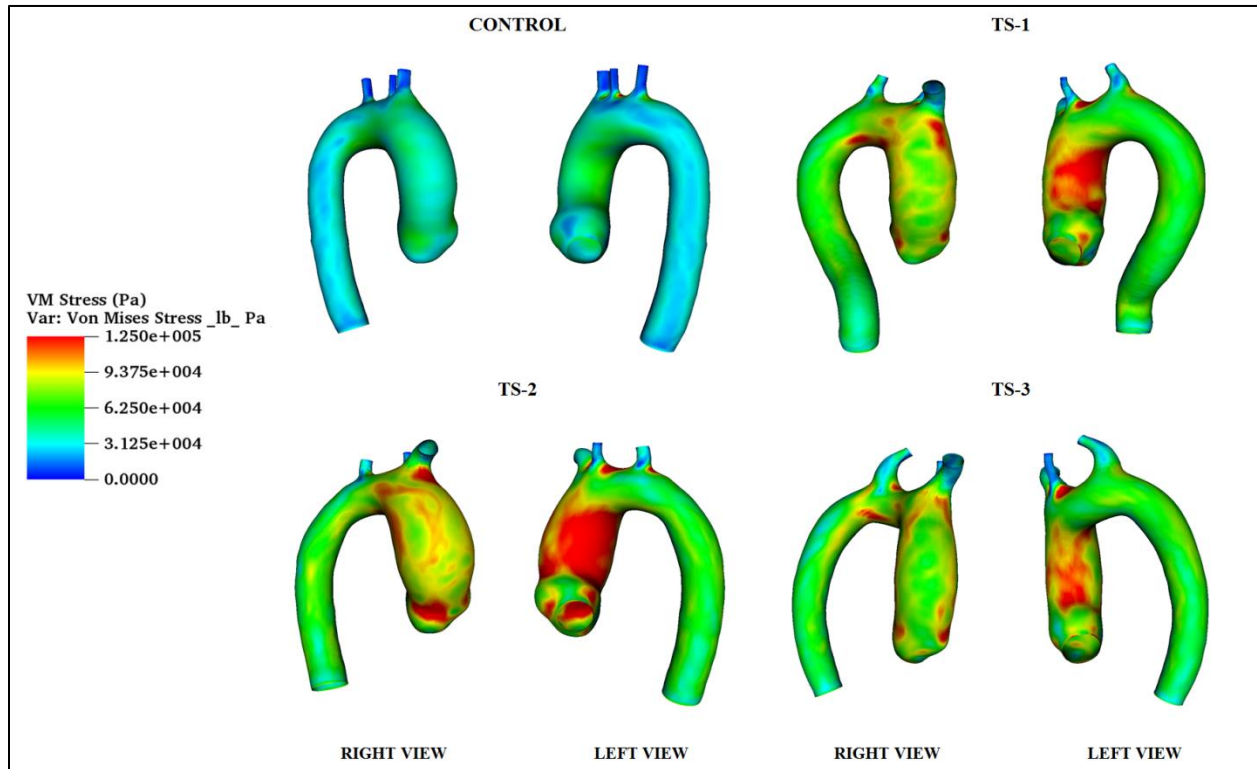 CONTROL
TS-1
VM Stress (Pa)
Var: Von Mises Stress _lb_ Pa
1.250e+005
9.375e+004
6.250e+004
3.125e+004
0.0000
TS-2
TS-3
RIGHT VIEW
LEFT VIEW
RIGHT VIEW
LEFT VIEW